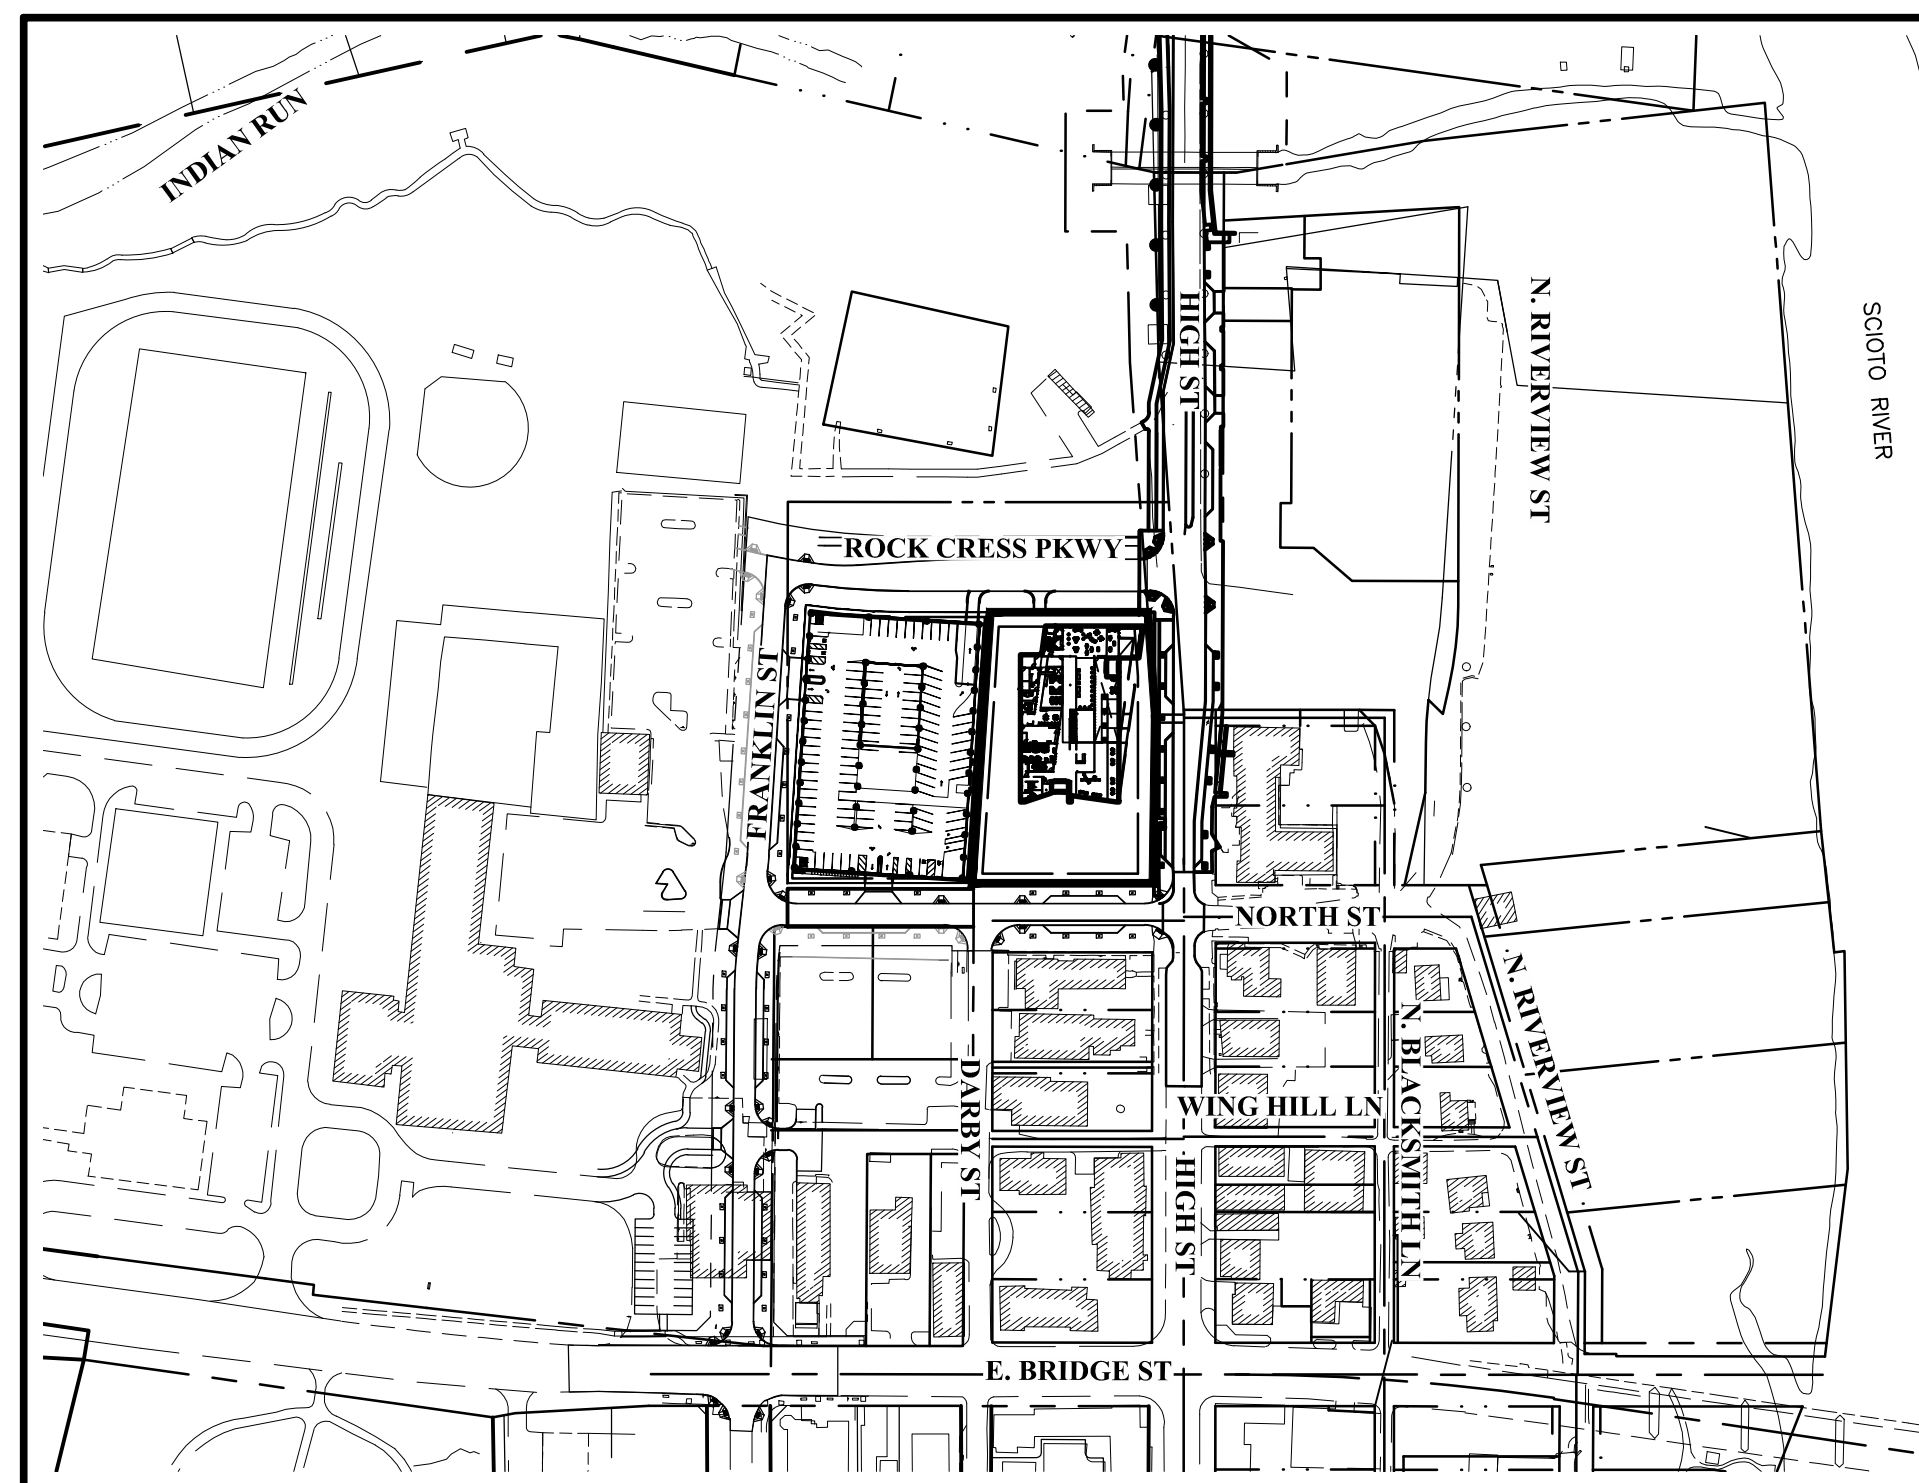 INDIAN RUN
HIGH ST
N. RIVERVIEW ST
SCIOTO RIVER
ROCK CRESS PKWY
FRANKLIN ST
NORTH ST
N. RIVERVIEW ST
DARBY ST
WING HILL LN
N. BLACKSMITH LN
HIGH ST
E. BRIDGE ST